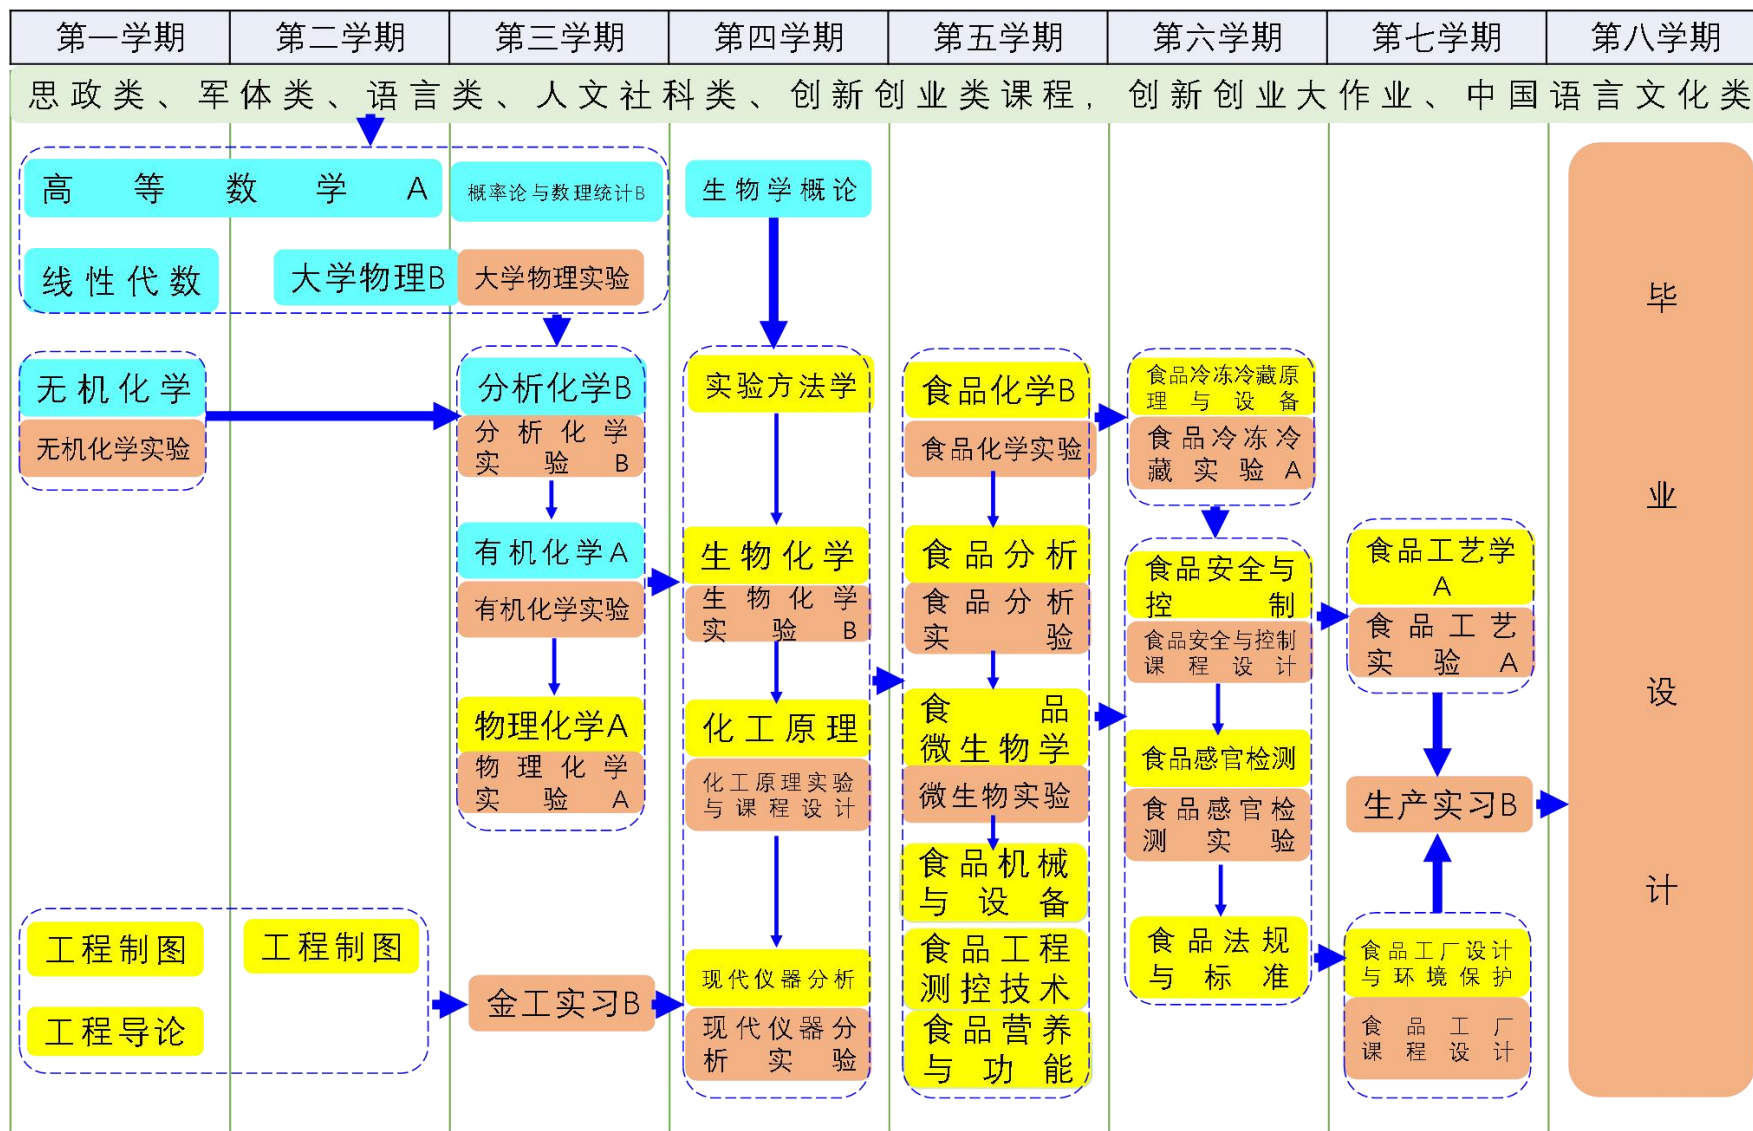 第一学期
第二学期
第三学期
第四学期
第五学期
第六学期
第七学期
第八学期
思政类、军体类、语言类、人文社科类、创新创业类课程，创新创业大作业、中国语言文化类
高等数学A
概率论与数理统计B
线性代数
大学物理B
大学物理实验
无机化学
无机化学实验
工程制图
工程导论
工程制图
分析化学B
分析化学
实验B
有机化学A
有机化学实验
物理化学A
物理化学
实验A
金工实习B
生物学概论
实验方法学
生物化学
生物化学
实验B
化工原理
化工原理实验
与课程设计
现代仪器分析
现代仪器分
析实验
食品化学B
食品化学实验
食品分析
食品分析
实验
食品
微生物学
微生物实验
食品机械
与设备
食品工程
测控技术
食品营养
与功能
食品冷冻冷藏原
理与设备
食品冷冻冷
藏实验A
食品安全与
控制
食品安全与控制
课程设计
食品感官检测
食品感官检
测实验
食品法规
与标准
食品工艺学
A
食品工艺
实验A
生产实习B
食品工厂设计
与环境保护
食品工厂
课程设计
毕
业
设
计